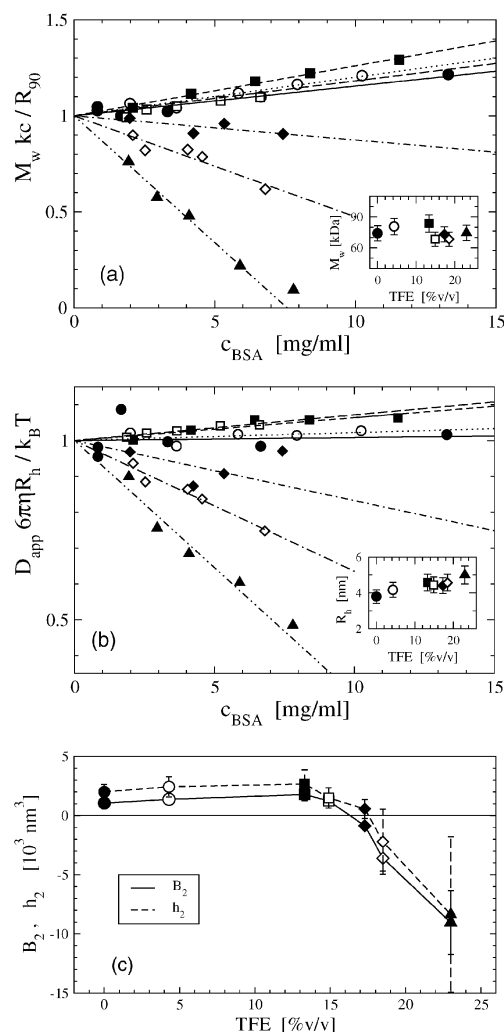 1.5
1
0.5
0
M_w kc / R_90
(a)
M_w [kDa]
90
60
0 10 20
TFE [%v/v]
0 5 10 15
c_BSA [mg/ml]
1
0.5
D_app 6πηR_h / k_B T
(b)
R_h [nm]
6
4
2
0 10 20
TFE [%v/v]
0 5 10 15
c_BSA [mg/ml]
5
0
-5
-10
-15
B_2 , h_2 [10^3 nm^3]
B_2
h_2
(c)
0 5 10 15 20 25
TFE [%v/v]